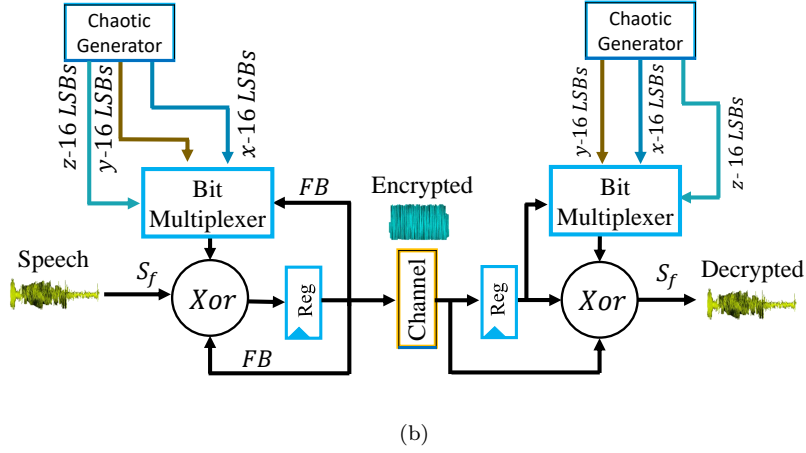 Chaotic
Generator
Chaotic
Generator
z-16 LSBs
y-16 LSBs
x-16 LSBs
y-16 LSBs
x-16 LSBs
z- 16 LSBs
Bit
Multiplexer
FB
Encrypted
Bit
Multiplexer
Speech
S_f
Xor
Reg
Channel
Reg
Xor
S_f
Decrypted
FB
(b)